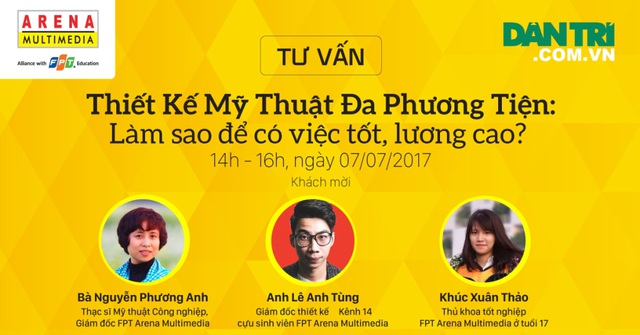 ARENA
MULTIMEDIA
Alliance with FPT Education
DÂN TRÍ
.COM.VN
TƯ VẤN
Thiết Kế Mỹ Thuật Đa Phương Tiện:
Làm sao để có việc tốt, lương cao?
14h - 16h, ngày 07/07/2017
Khách mời
Bà Nguyễn Phương Anh
Thạc sĩ Mỹ thuật Công nghiệp,
Giám đốc FPT Arena Multimedia
Anh Lê Anh Tùng
Giám đốc thiết kế Kênh 14
cựu sinh viên FPT Arena Multimedia
Khúc Xuân Thảo
Thủ khoa tốt nghiệp
FPT Arena Multimedia ở tuổi 17